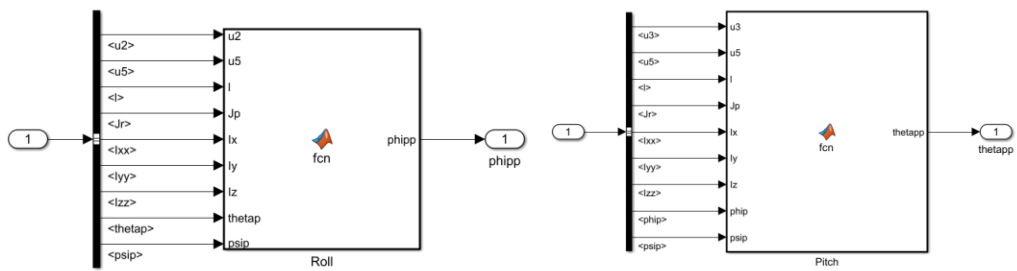 1
<u2>
<u5>
<l>
<Jr>
<Ixx>
<Iyy>
<Izz>
<thetap>
<psip>
u2
u5
l
Jp
Ix
Iy
Iz
thetap
psip
fcn
phipp
Roll
1
phipp
1
<u3>
<u5>
<l>
<Jr>
<Ixx>
<Iyy>
<Izz>
<phip>
<psip>
u3
u5
l
Jp
Ix
Iy
Iz
phip
psip
fcn
thetapp
Pitch
1
thetapp